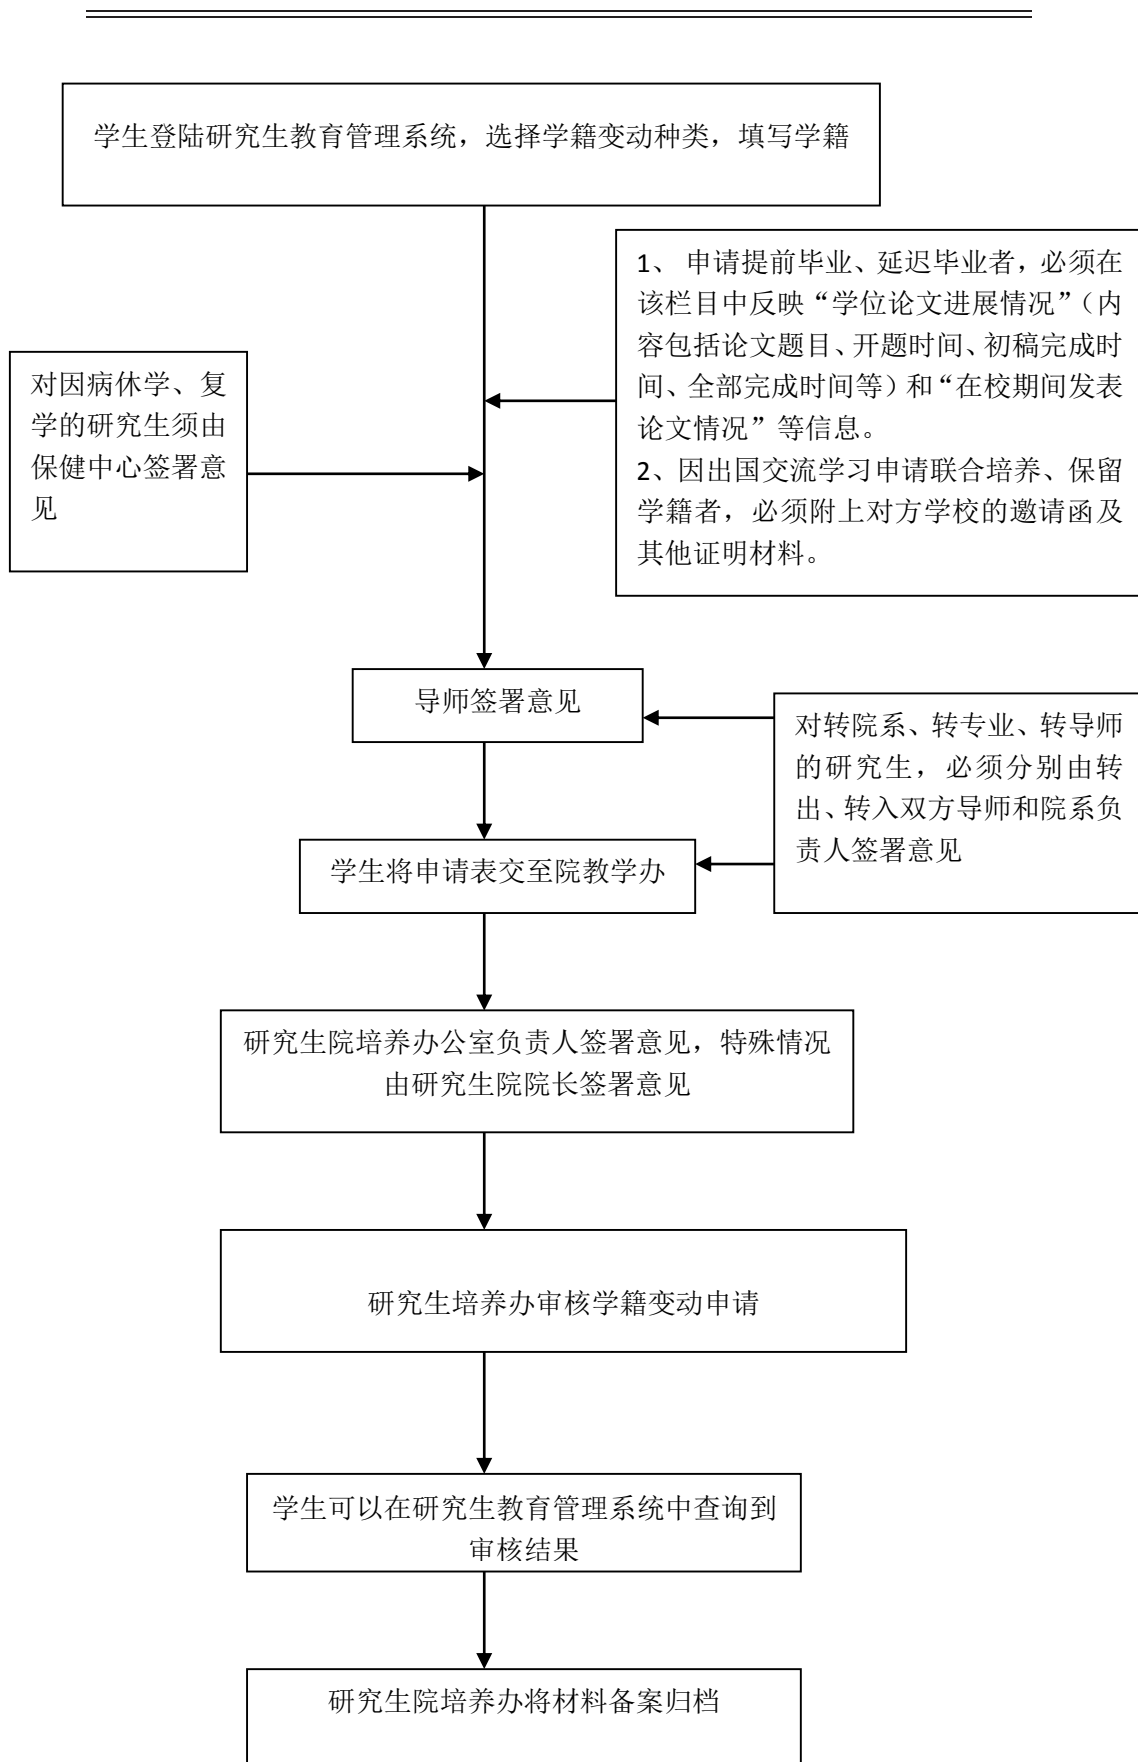 学生登陆研究生教育管理系统，选择学籍变动种类，填写学籍
1、 申请提前毕业、延迟毕业者，必须在
该栏目中反映“学位论文进展情况”（内
容包括论文题目、开题时间、初稿完成时
间、全部完成时间等）和“在校期间发表
论文情况”等信息。
2、因出国交流学习申请联合培养、保留
学籍者，必须附上对方学校的邀请函及
其他证明材料。
对因病休学、复
学的研究生须由
保健中心签署意
见
导师签署意见
对转院系、转专业、转导师
的研究生，必须分别由转
出、转入双方导师和院系负
责人签署意见
学生将申请表交至院教学办
研究生院培养办公室负责人签署意见，特殊情况
由研究生院院长签署意见
研究生培养办审核学籍变动申请
学生可以在研究生教育管理系统中查询到
审核结果
研究生院培养办将材料备案归档